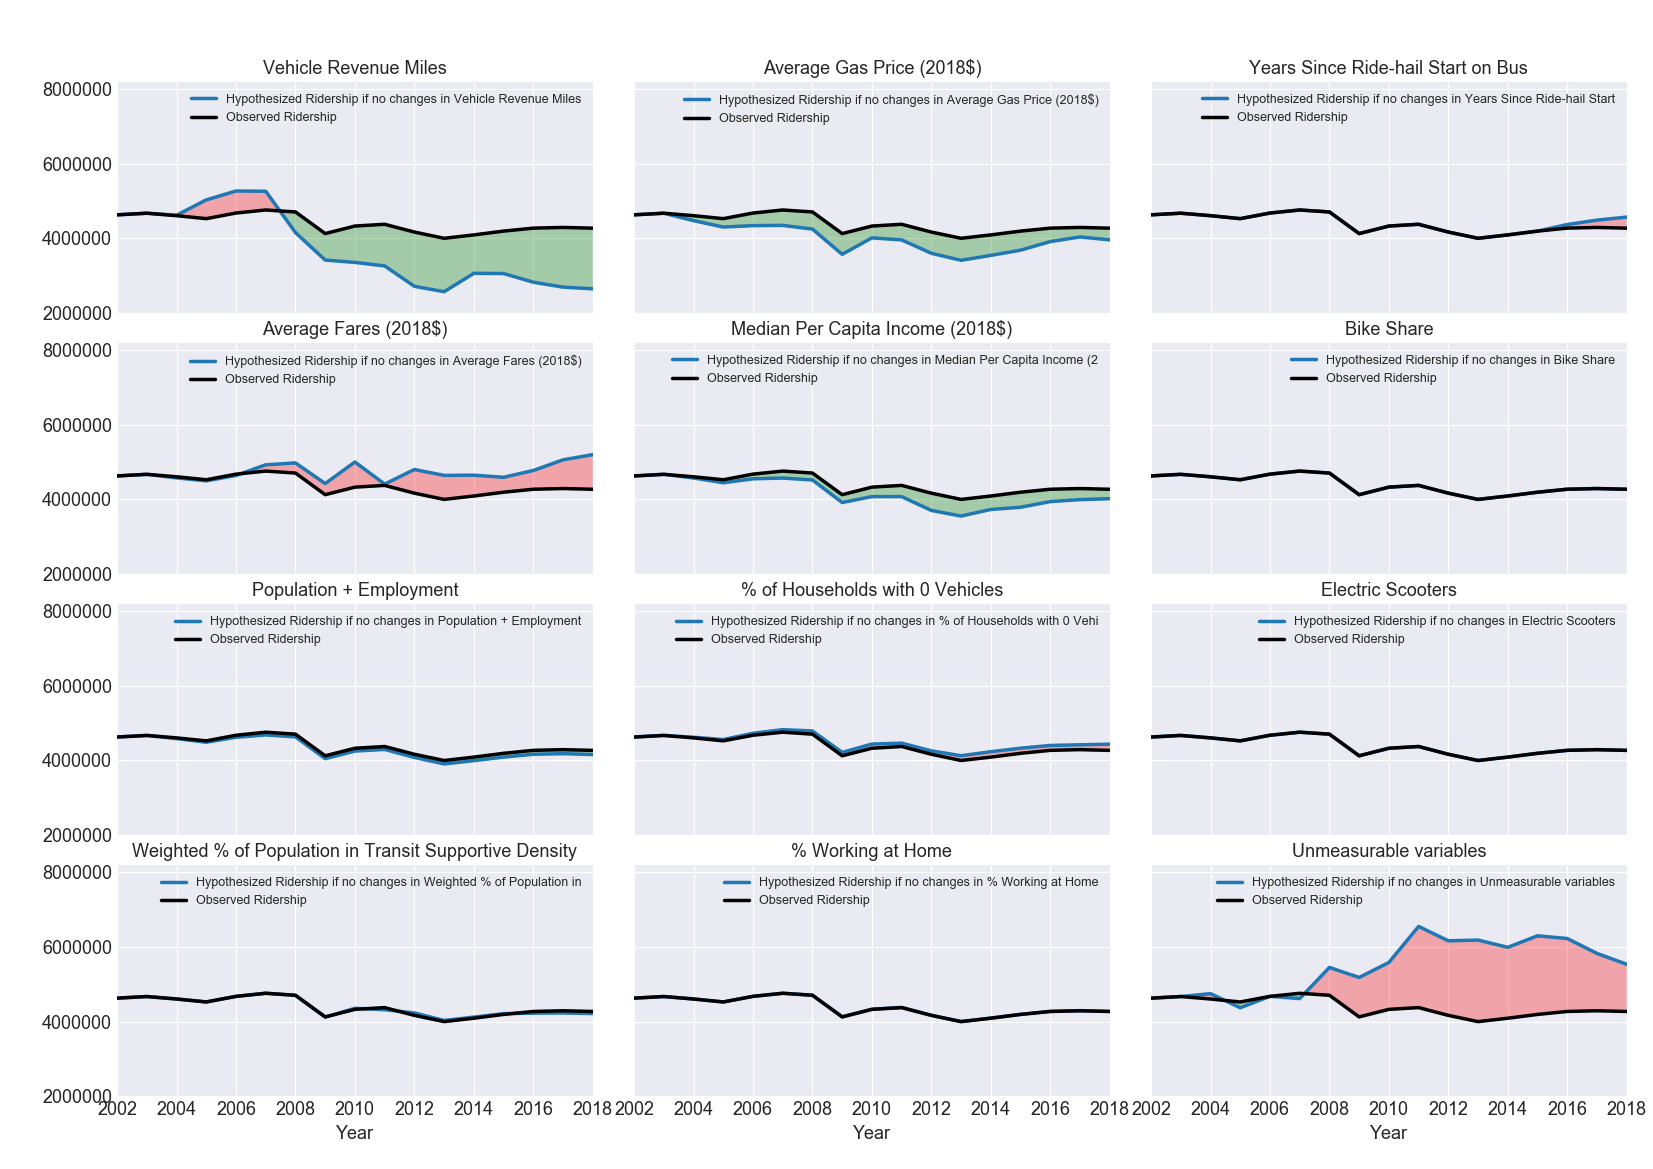 Vehicle Revenue Miles
8000000
6000000
4000000
2000000
Hypothesized Ridership if no changes in Vehicle Revenue Miles
Observed Ridership
Average Gas Price (2018$)
Hypothesized Ridership if no changes in Average Gas Price (2018$)
Observed Ridership
Years Since Ride-hail Start on Bus
Hypothesized Ridership if no changes in Years Since Ride-hail Start
Observed Ridership
Average Fares (2018$)
8000000
6000000
4000000
2000000
Hypothesized Ridership if no changes in Average Fares (2018$)
Observed Ridership
Median Per Capita Income (2018$)
Hypothesized Ridership if no changes in Median Per Capita Income (2
Observed Ridership
Bike Share
Hypothesized Ridership if no changes in Bike Share
Observed Ridership
Population + Employment
8000000
6000000
4000000
2000000
Hypothesized Ridership if no changes in Population + Employment
Observed Ridership
% of Households with 0 Vehicles
Hypothesized Ridership if no changes in % of Households with 0 Vehi
Observed Ridership
Electric Scooters
Hypothesized Ridership if no changes in Electric Scooters
Observed Ridership
Weighted % of Population in Transit Supportive Density
8000000
6000000
4000000
2000000
Hypothesized Ridership if no changes in Weighted % of Population in
Observed Ridership
2002 2004 2006 2008 2010 2012 2014 2016 2018
Year
% Working at Home
Hypothesized Ridership if no changes in % Working at Home
Observed Ridership
2002 2004 2006 2008 2010 2012 2014 2016 2018
Year
Unmeasurable variables
Hypothesized Ridership if no changes in Unmeasurable variables
Observed Ridership
2002 2004 2006 2008 2010 2012 2014 2016 2018
Year